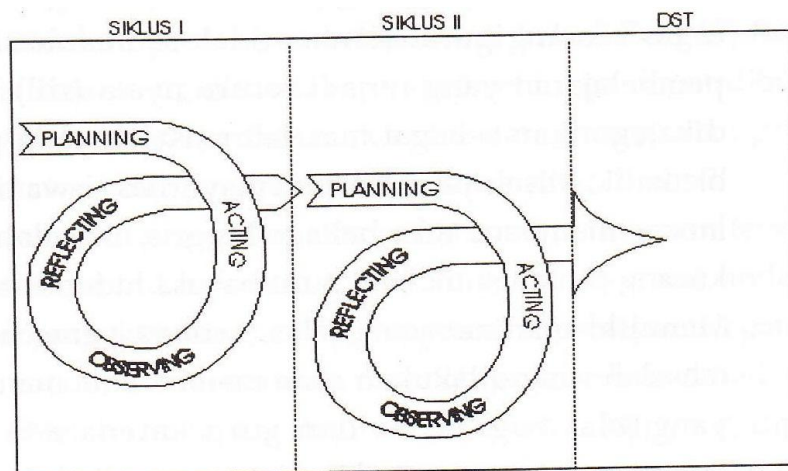 SIKLUS I
SIKLUS II
DST
PLANNING
ACTING
REFLECTING
OBSERVING
PLANNING
ACTING
REFLECTING
OBSERVING